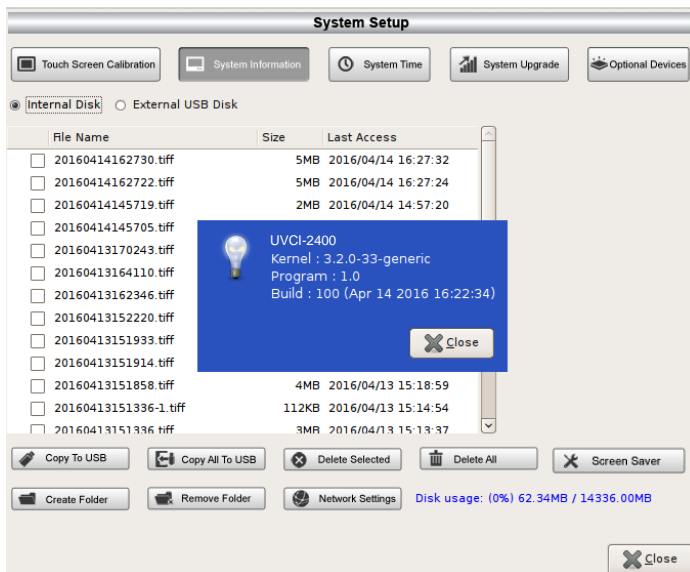 System Setup
Touch Screen Calibration
System Information
System Time
System Upgrade
Optional Devices
Internal Disk
External USB Disk
File Name Size Last Access
20160414162730.tiff 5MB 2016/04/14 16:27:32
20160414162722.tiff 5MB 2016/04/14 16:27:24
20160414145719.tiff 2MB 2016/04/14 14:57:20
20160414145705.tiff
20160413170243.tiff
20160413164110.tiff
20160413162346.tiff
20160413152220.tiff
20160413151933.tiff
20160413151914.tiff
20160413151858.tiff 4MB 2016/04/13 15:18:59
20160413151336-1.tiff 112KB 2016/04/13 15:14:54
20160413151336.tiff 3MB 2016/04/13 15:13:37
UVCI-2400
Kernel : 3.2.0-33-generic
Program : 1.0
Build : 100 (Apr 14 2016 16:22:34)
Close
Copy To USB
Copy All To USB
Delete Selected
Delete All
Screen Saver
Create Folder
Remove Folder
Network Settings
Disk usage: (0%) 62.34MB / 14336.00MB
Close